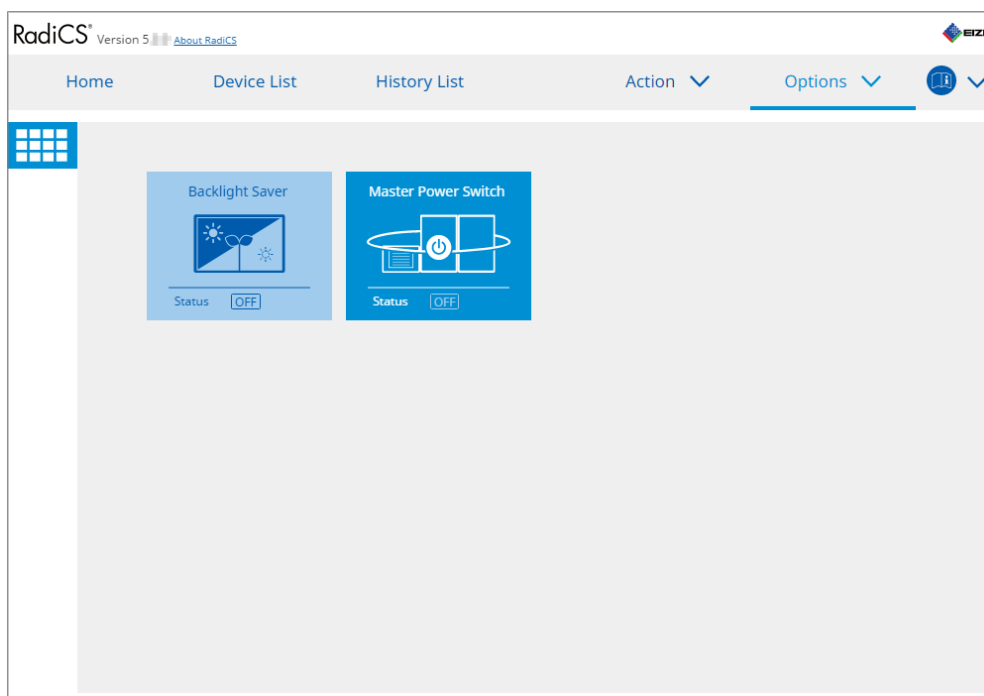 RadiCS® Version 5. About RadiCS
EIZ
Home Device List History List Action Options
Backlight Saver Master Power Switch
Status OFF Status OFF